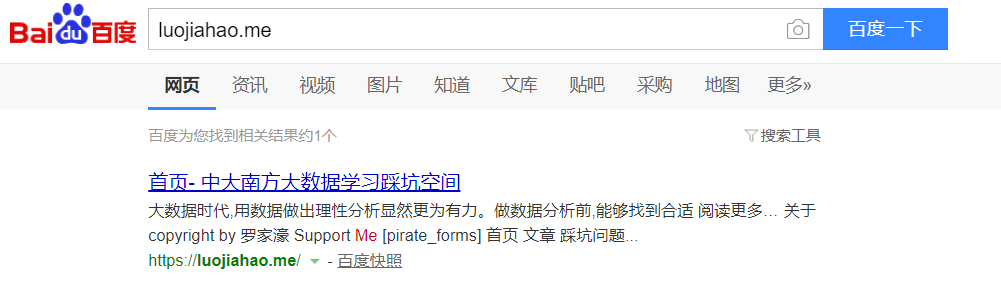 Bai du 百度 luojiahao.me 百度一下
网页 资讯 视频 图片 知道 文库 贴吧 采购 地图 更多»
百度为您找到相关结果约1个 搜索工具
首页- 中大南方大数据学习踩坑空间
大数据时代,用数据做出理性分析显然更为有力。做数据分析前,能够找到合适 阅读更多… 关于
copyright by 罗家濠 Support Me [pirate_forms] 首页 文章 踩坑问题...
https://luojiahao.me/ - 百度快照